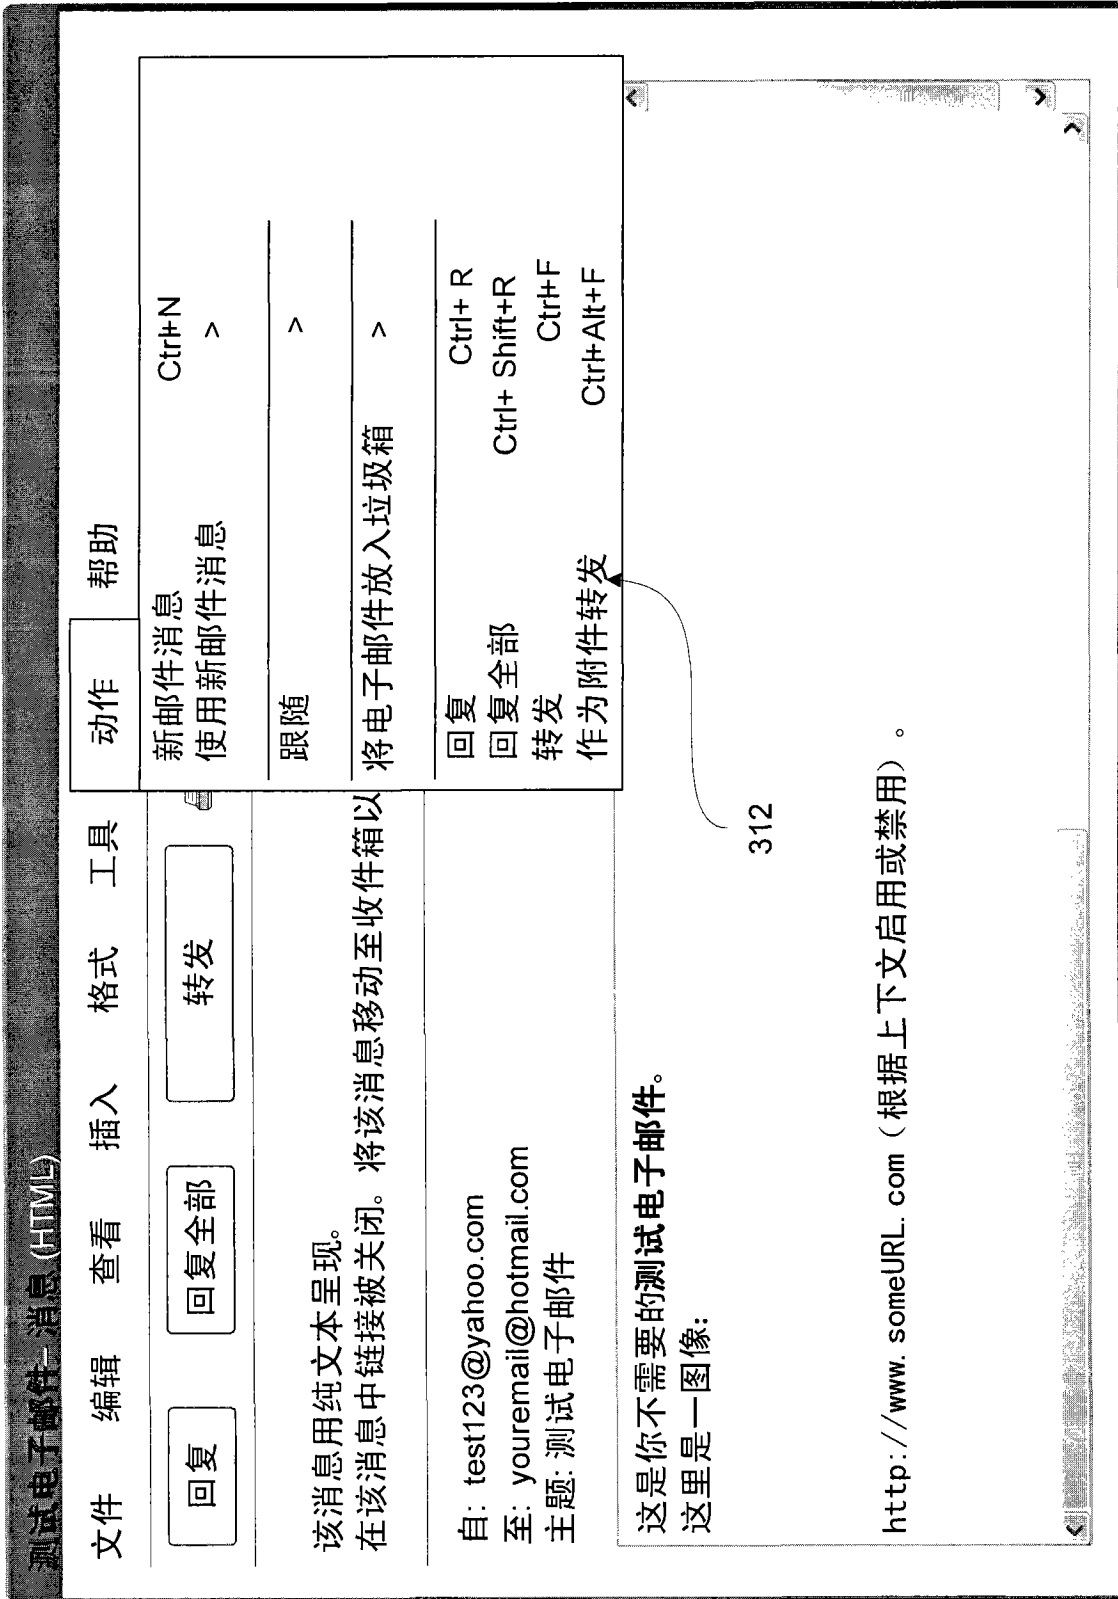 测试电子邮件- 消息 (HTML)
文件 编辑 查看 插入 格式 工具 动作 帮助
回复 回复全部 转发
新邮件消息 Ctrl+N
使用新邮件消息 >
跟随 >
将电子邮件放入垃圾箱 >
回复 Ctrl+ R
回复全部 Ctrl+ Shift+R
转发 Ctrl+F
作为附件转发 Ctrl+Alt+F
该消息用纯文本呈现。
在该消息中链接被关闭。将该消息移动至收件箱以
自: test123@yahoo.com
至: youremail@hotmail.com
主题: 测试电子邮件
312
这是你不需要的测试电子邮件。
这里是一图像:
http://www.someURL.com（根据上下文启用或禁用）。